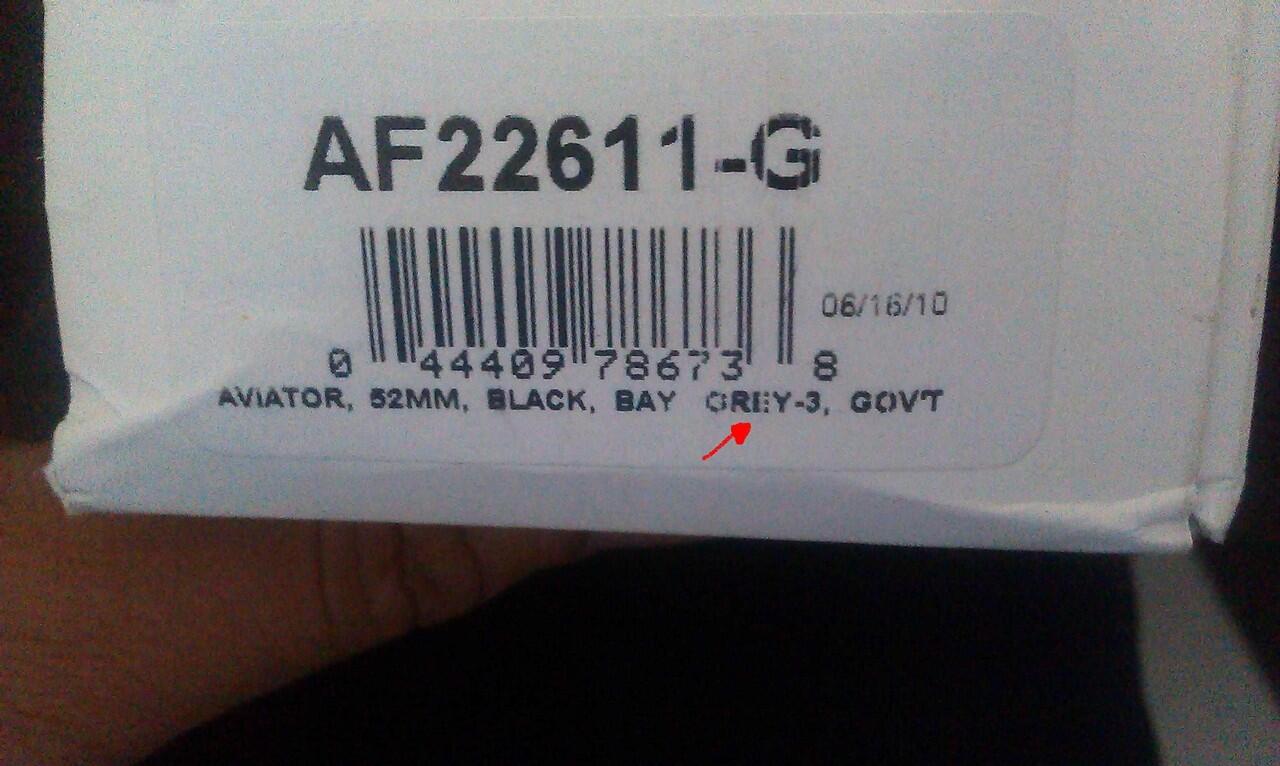 AF22611-G
06/16/10
0 44409 78673 8
AVIATOR, 52MM, BLACK, BAY GREY-3, GOVT